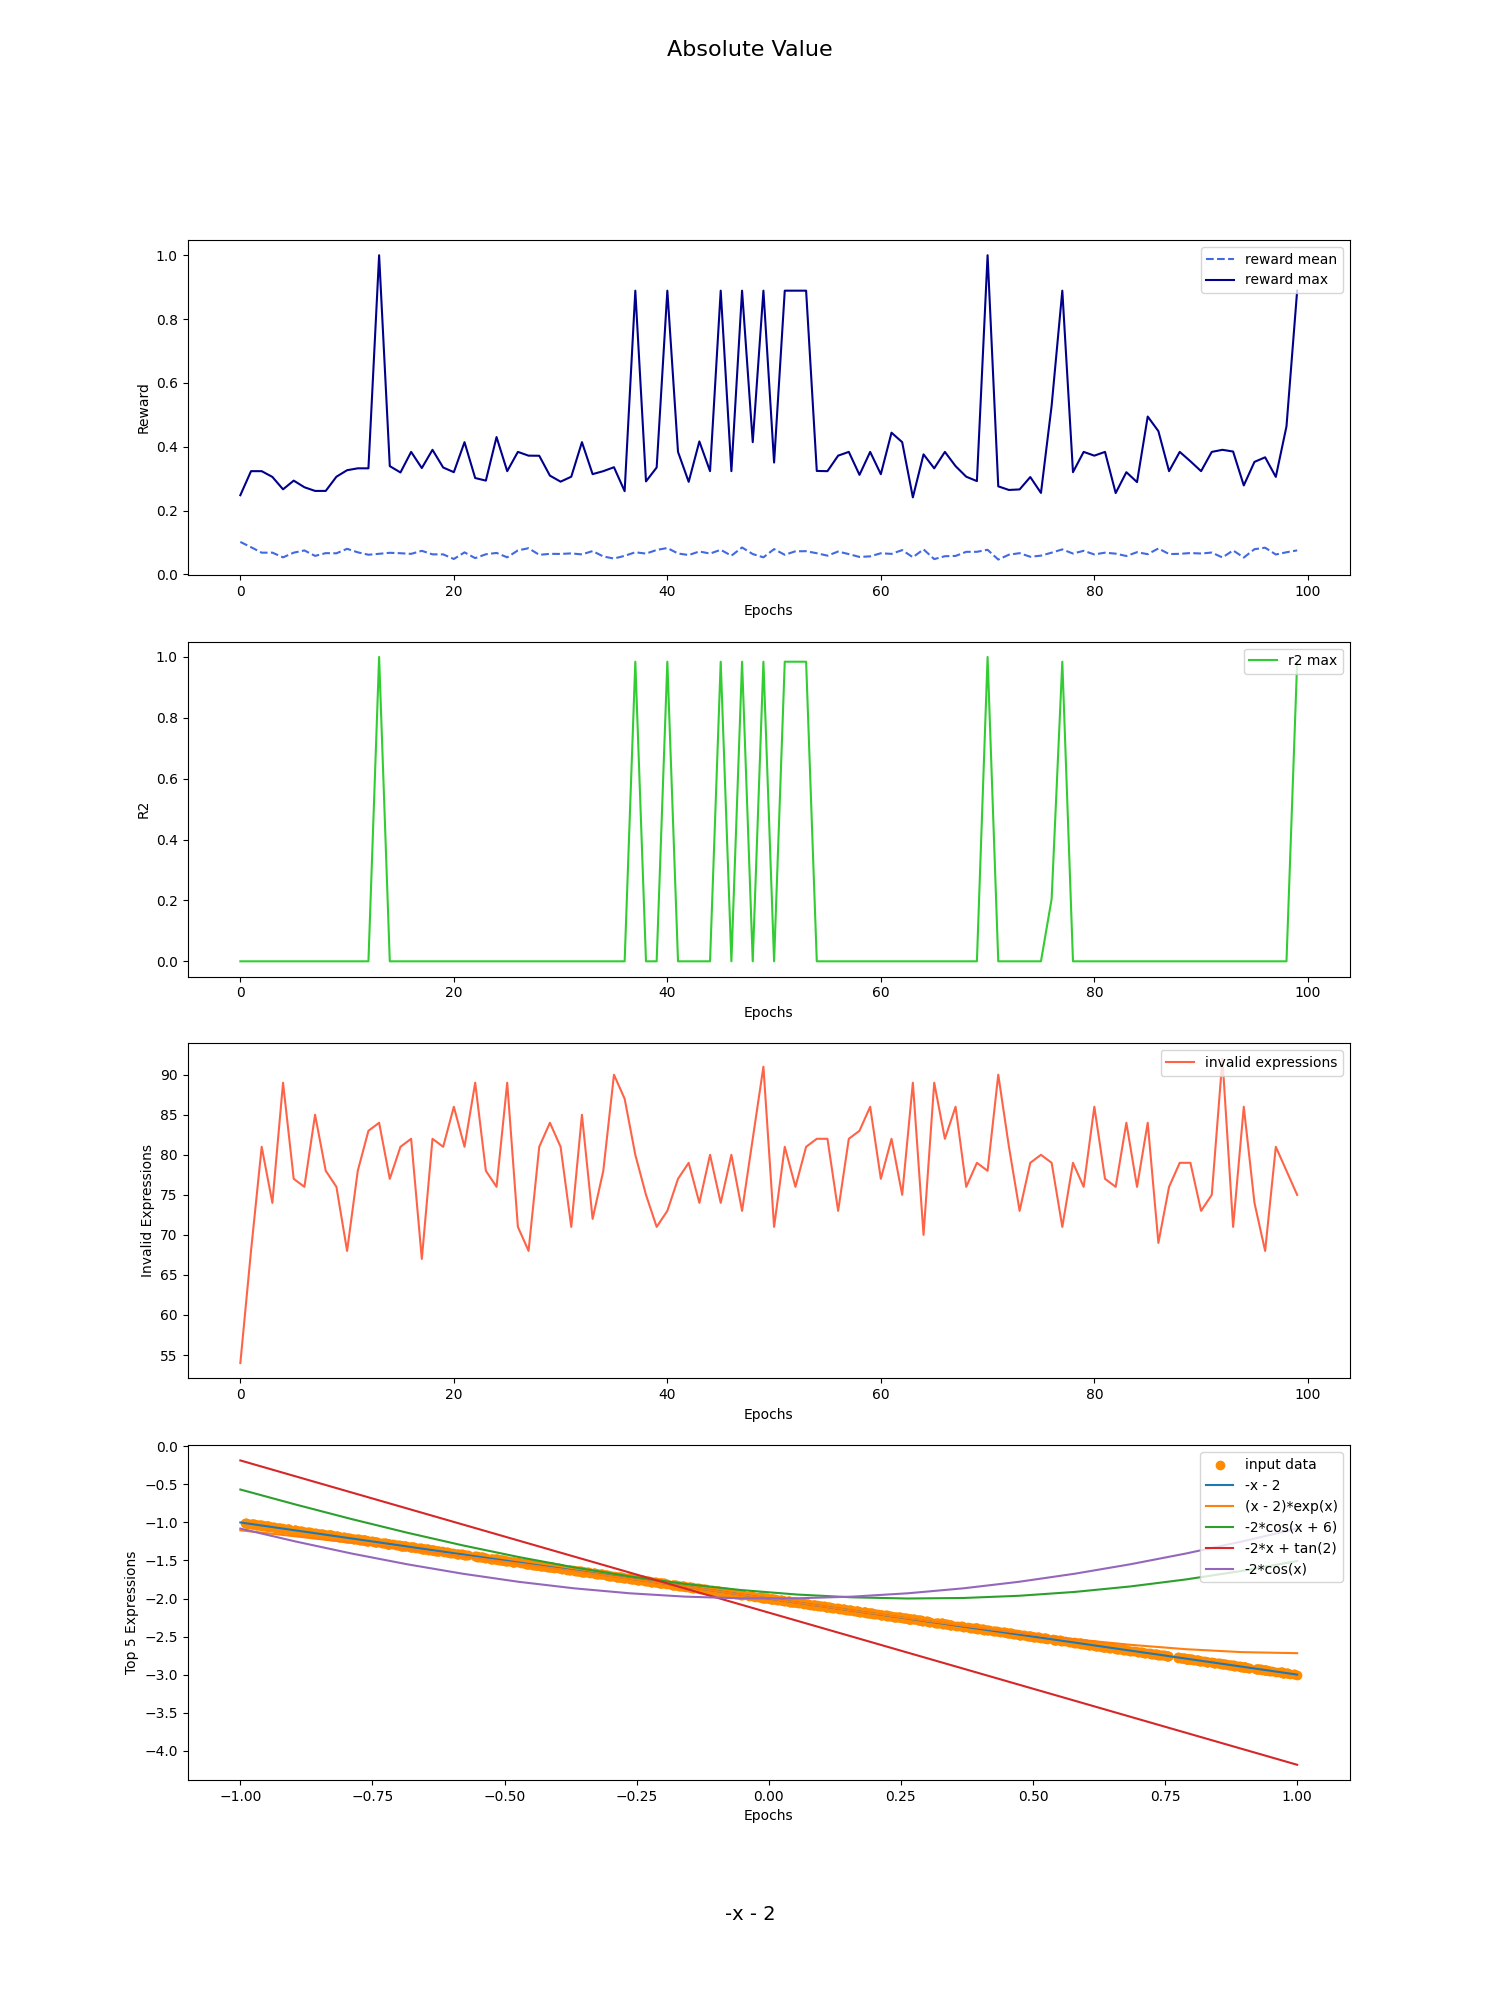 Absolute Value
1.0
0.8
0.6
0.4
0.2
0.0
Reward
reward mean
reward max
0 20 40 60 80 100
Epochs
1.0
0.8
0.6
0.4
0.2
0.0
R2
r2 max
0 20 40 60 80 100
Epochs
90
85
80
75
70
65
60
55
Invalid Expressions
invalid expressions
0 20 40 60 80 100
Epochs
0.0
−0.5
−1.0
−1.5
−2.0
−2.5
−3.0
−3.5
−4.0
Top 5 Expressions
input data
-x - 2
(x - 2)*exp(x)
-2*cos(x + 6)
-2*x + tan(2)
-2*cos(x)
−1.00 −0.75 −0.50 −0.25 0.00 0.25 0.50 0.75 1.00
Epochs
-x - 2